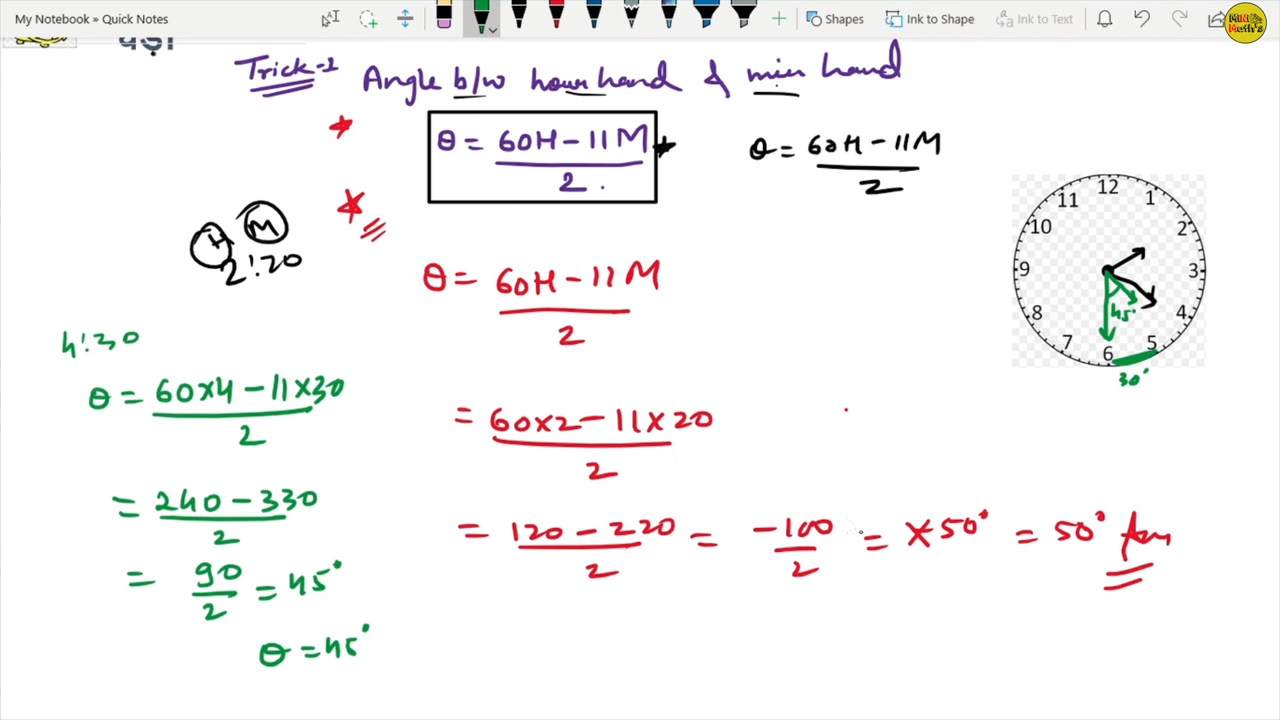 My Notebook » Quick Notes
Shapes
Ink to Shape
Ink to Text
Mini Math's
घड़ी
Trick-1 Angle b/w hour hand & min hand
θ = 60H - 11M / 2
θ = 60H - 11M / 2
H M
2:20
θ = 60H - 11M / 2
= 60×2 - 11×20 / 2
= 120 - 220 / 2 = -100 / 2 = 50° = 50° Ans
4:30
θ = 60×4 - 11×30 / 2
= 240 - 330 / 2
= 90 / 2 = 45°
θ = 45°
12
1
2
3
4
5
6
7
8
9
10
11
45°
30°